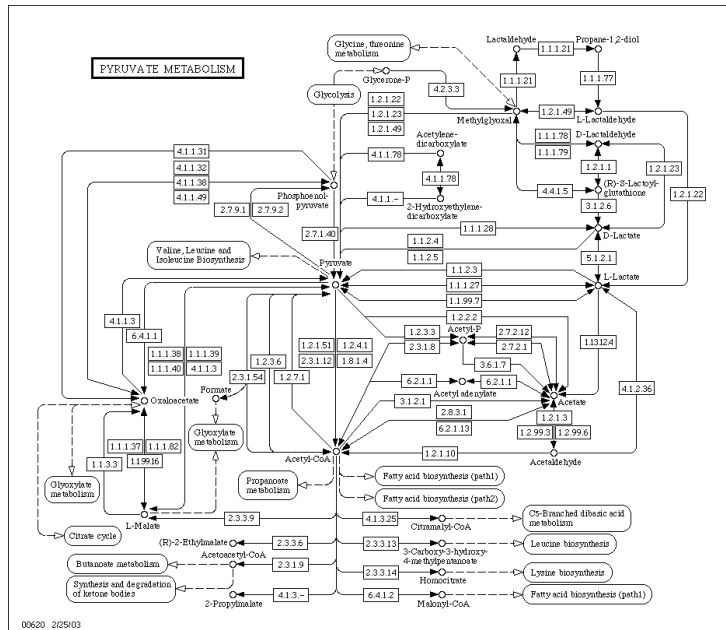 PYRUVATE METABOLISM
Glycine, threonine
metabolism
Lactaldehyde
Propane-1,2-diol
1.1.1.21
1.1.1.21
1.1.1.77
Glycerone-P
4.2.3.3
Glycolysis
1.2.1.22
1.2.1.23
1.2.1.49
Methylglyoxal
1.2.1.49
L-Lactaldehyde
4.1.1.31
4.1.1.32
4.1.1.38
4.1.1.49
Acetylene-
dicarboxylate
4.1.1.78
4.1.1.78
4.1.1.-
2-Hydroxyethylene-
dicarboxylate
1.1.1.78
1.1.1.79
D-Lactaldehyde
1.2.1.1
1.2.1.23
1.2.1.22
4.4.1.5
(R)-S-Lactoyl-
glutathione
3.1.2.6
Phosphoenol-
pyruvate
2.7.9.1
2.7.9.2
2.7.1.40
1.1.1.28
D-Lactate
1.1.2.4
1.1.2.5
5.1.2.1
Valine, Leucine and
Isoleucine Biosynthesis
Pyruvate
1.1.2.3
1.1.1.27
1.1.99.7
L-Lactate
1.2.2.2
4.1.1.3
6.4.1.1
1.1.1.38
1.1.1.39
1.1.1.40
4.1.1.3
1.2.3.6
2.3.1.54
1.2.7.1
1.2.1.51
1.2.4.1
2.3.1.12
1.8.1.4
1.2.3.3
Acetyl-P
2.7.2.12
2.3.1.8
2.7.2.1
3.6.1.7
1.13.12.4
4.1.2.36
6.2.1.1
6.2.1.1
Acetyl adenylate
Acetate
3.1.2.1
2.8.3.1
6.2.1.13
1.2.1.3
1.2.99.3
1.2.99.6
1.2.1.10
Acetaldehyde
Oxaloacetate
Formate
Glyoxylate
metabolism
1.1.1.37
1.1.1.82
1.1.99.16
1.1.3.3
Acetyl-CoA
Glyoxylate
metabolism
Propanoate
metabolism
Fatty acid biosynthesis (path1)
Fatty acid biosynthesis (path2)
L-Malate
2.3.3.9
4.1.3.25
Citramalyl-CoA
C5-Branched dibasic acid
metabolism
Citrate cycle
(R)-2-Ethylmalate
2.3.3.6
2.3.3.13
3-Carboxy-3-hydroxy-
4-methylpentanoate
Leucine biosynthesis
Acetoacetyl-CoA
Butanoate metabolism
2.3.1.9
2.3.3.14
Homocitrate
Lysine biosynthesis
Synthesis and degradation
of ketone bodies
2-Propylmalate
4.1.3.-
6.4.1.2
Malonyl-CoA
Fatty acid biosynthesis (path1)
00620 2/25/03